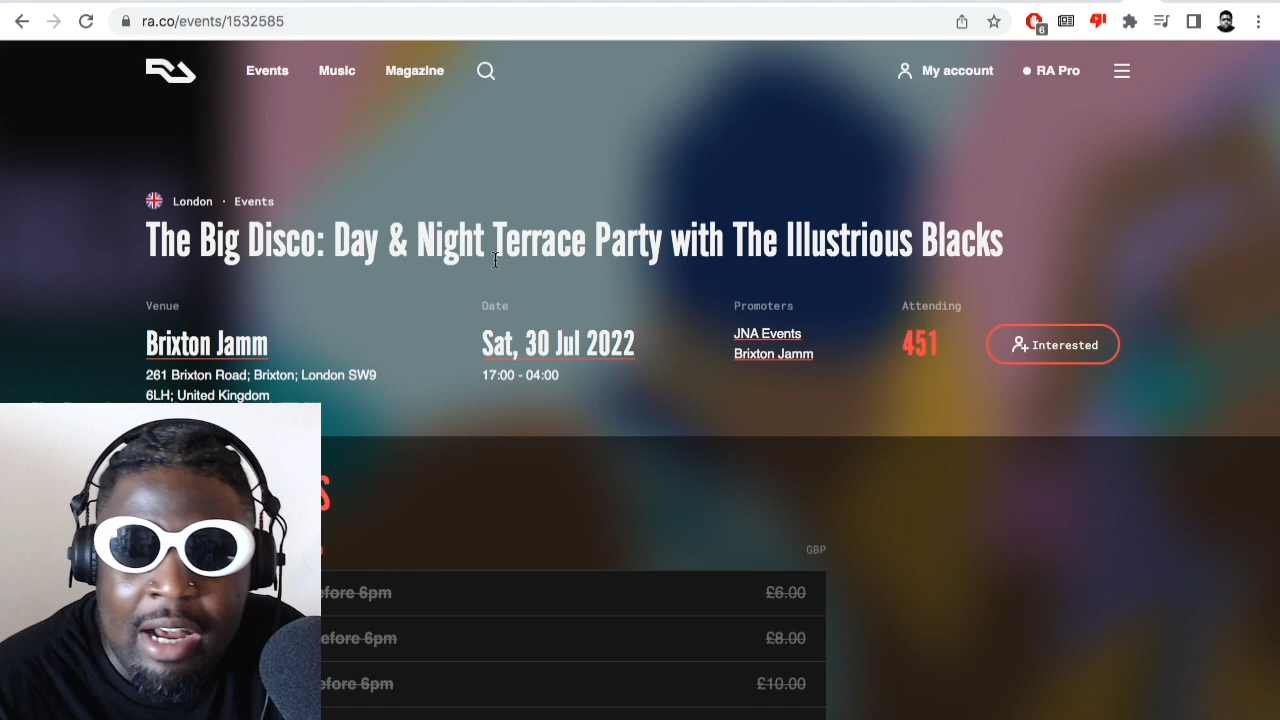 ra.co/events/1532585
6
Events Music Magazine My account RA Pro
London · Events
The Big Disco: Day & Night Terrace Party with The Illustrious Blacks
Venue Date Promoters Attending
Brixton Jamm Sat, 30 Jul 2022 JNA Events 451 Interested
Brixton Jamm
261 Brixton Road; Brixton; London SW9 17:00 - 04:00
6LH; United Kingdom
S
GBP
efore 6pm £6.00
efore 6pm £8.00
efore 6pm £10.00